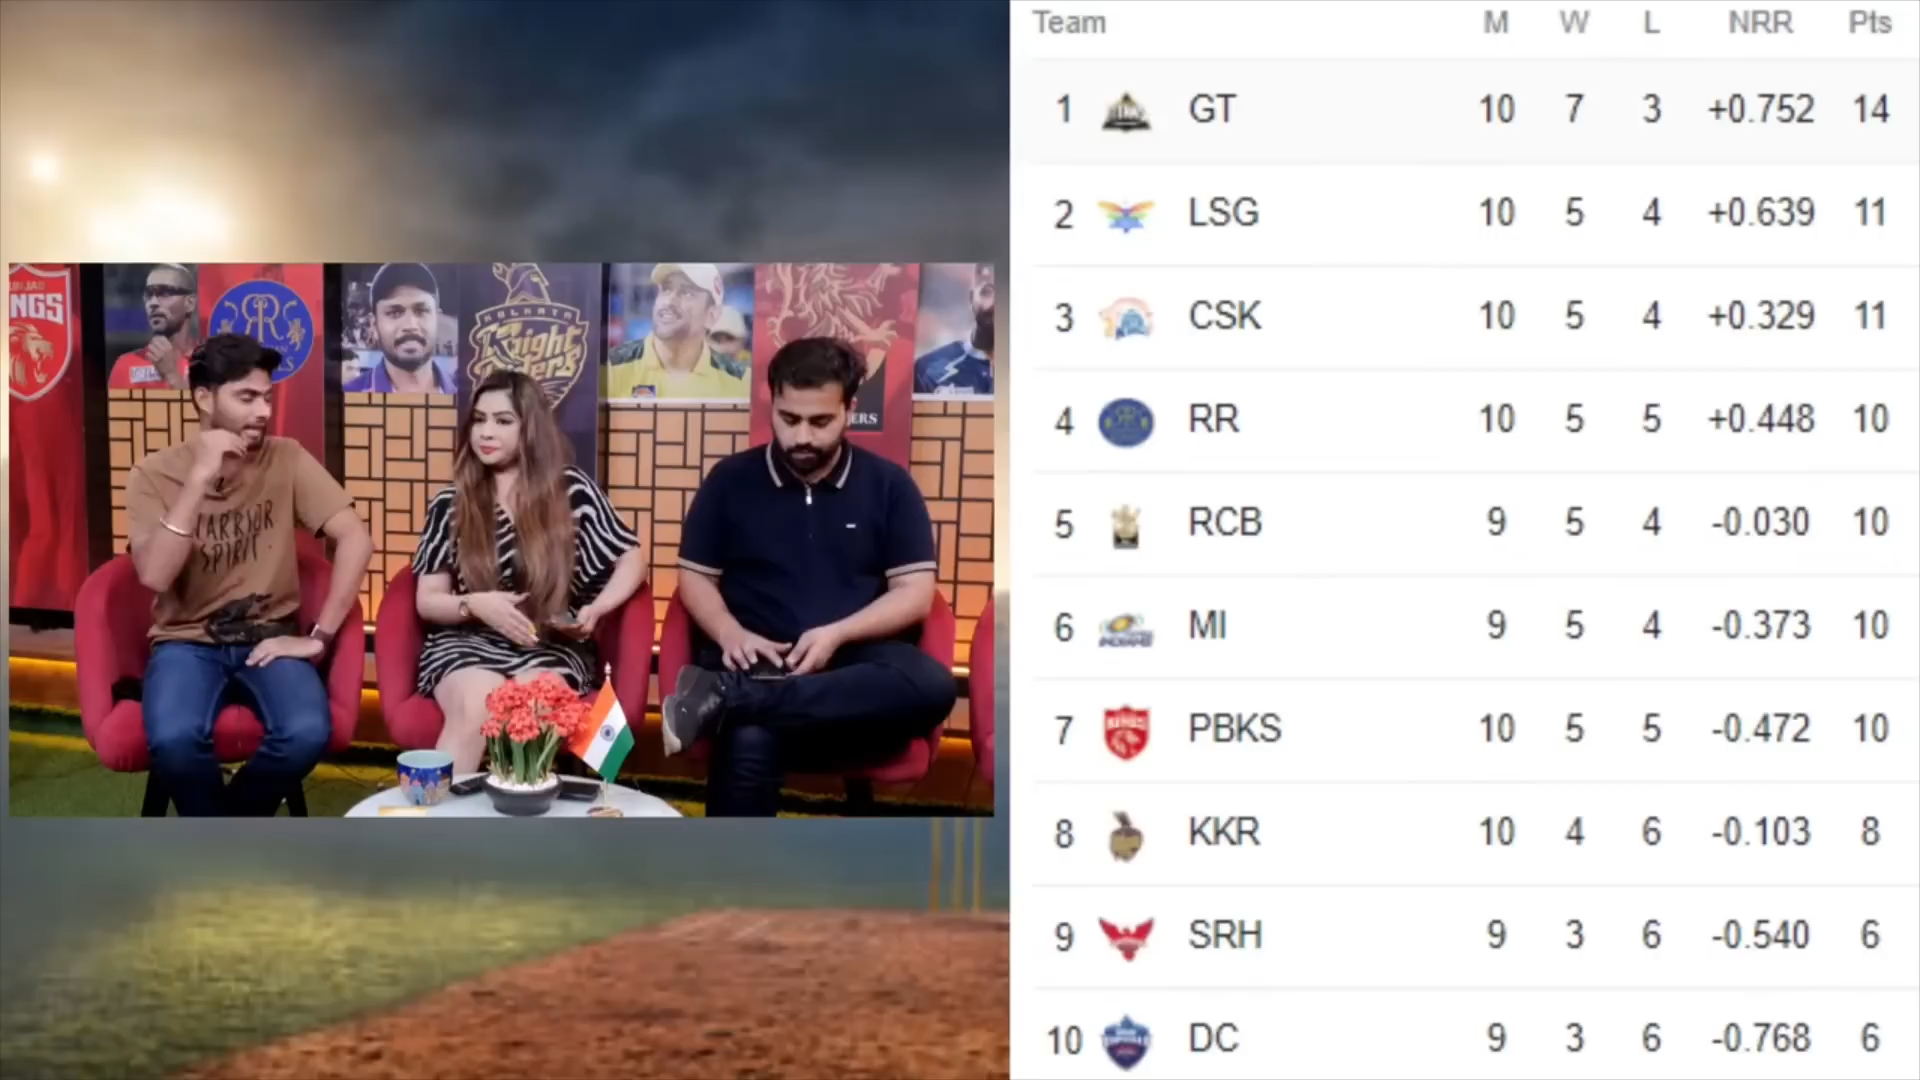 NGS
KOLKATA
Knight
Riders
ERS
WARRIOR
SPIRIT
Team M W L NRR Pts
1 GT 10 7 3 +0.752 14
2 LSG 10 5 4 +0.639 11
3 CSK 10 5 4 +0.329 11
4 RR 10 5 5 +0.448 10
5 RCB 9 5 4 -0.030 10
6 MI 9 5 4 -0.373 10
7 PBKS 10 5 5 -0.472 10
8 KKR 10 4 6 -0.103 8
9 SRH 9 3 6 -0.540 6
10 DC 9 3 6 -0.768 6